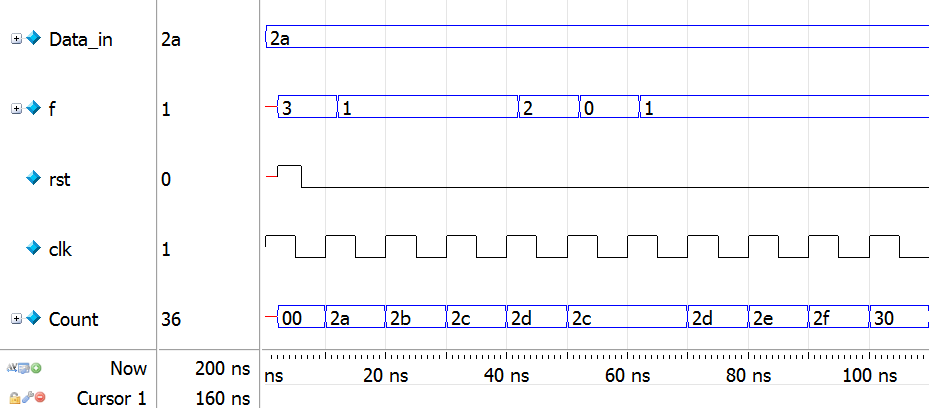 Data_in 2a 2a
f 1 3 1 2 0 1
rst 0
clk 1
Count 36 00 2a 2b 2c 2d 2c 2d 2e 2f 30
Now 200 ns ns 20 ns 40 ns 60 ns 80 ns 100 ns
Cursor 1 160 ns